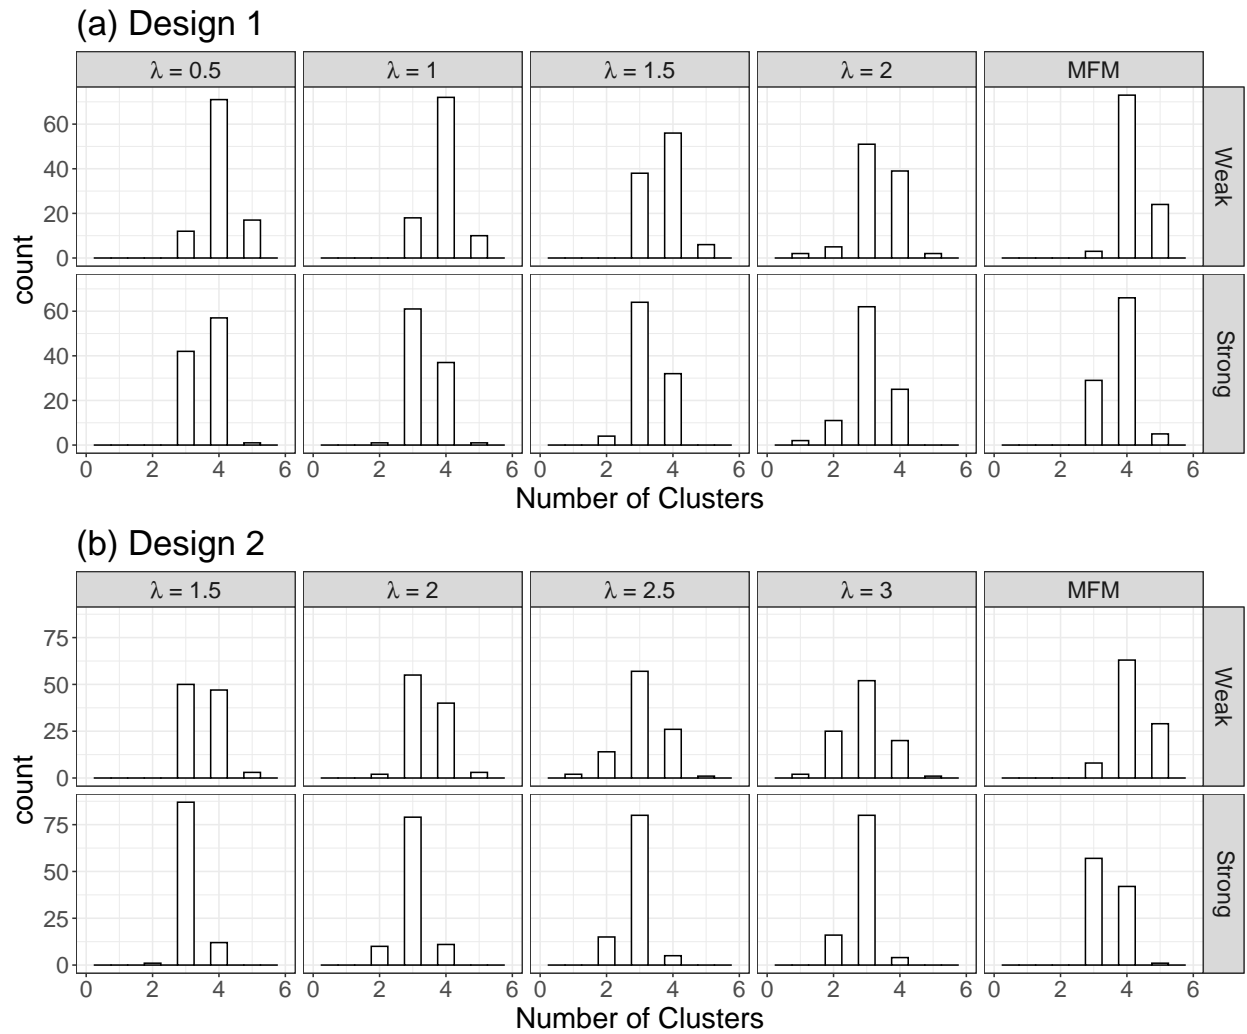 (a) Design 1
λ = 0.5 λ = 1 λ = 1.5 λ = 2 MFM
60
40
20
0
Weak
60
40
20
0
Strong
count
0 2 4 6 0 2 4 6 0 2 4 6 0 2 4 6 0 2 4 6
Number of Clusters
(b) Design 2
λ = 1.5 λ = 2 λ = 2.5 λ = 3 MFM
75
50
25
0
Weak
75
50
25
0
Strong
count
0 2 4 6 0 2 4 6 0 2 4 6 0 2 4 6 0 2 4 6
Number of Clusters